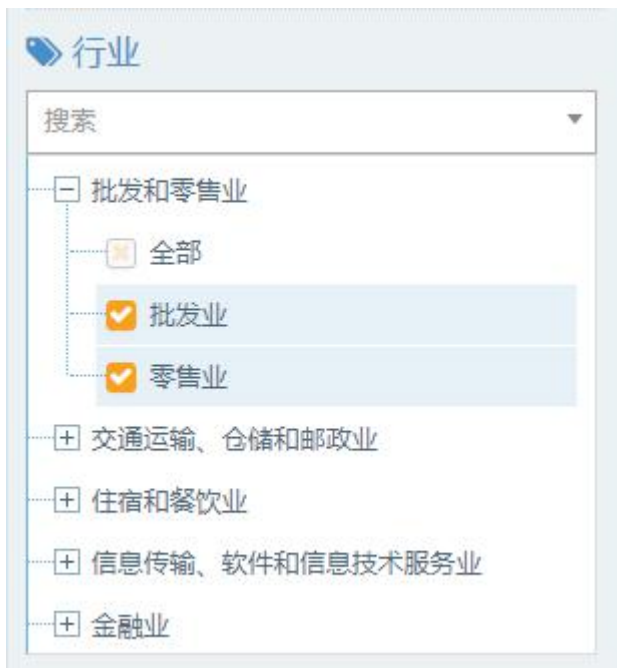 行业
搜索
批发和零售业
全部
批发业
零售业
交通运输、仓储和邮政业
住宿和餐饮业
信息传输、软件和信息技术服务业
金融业